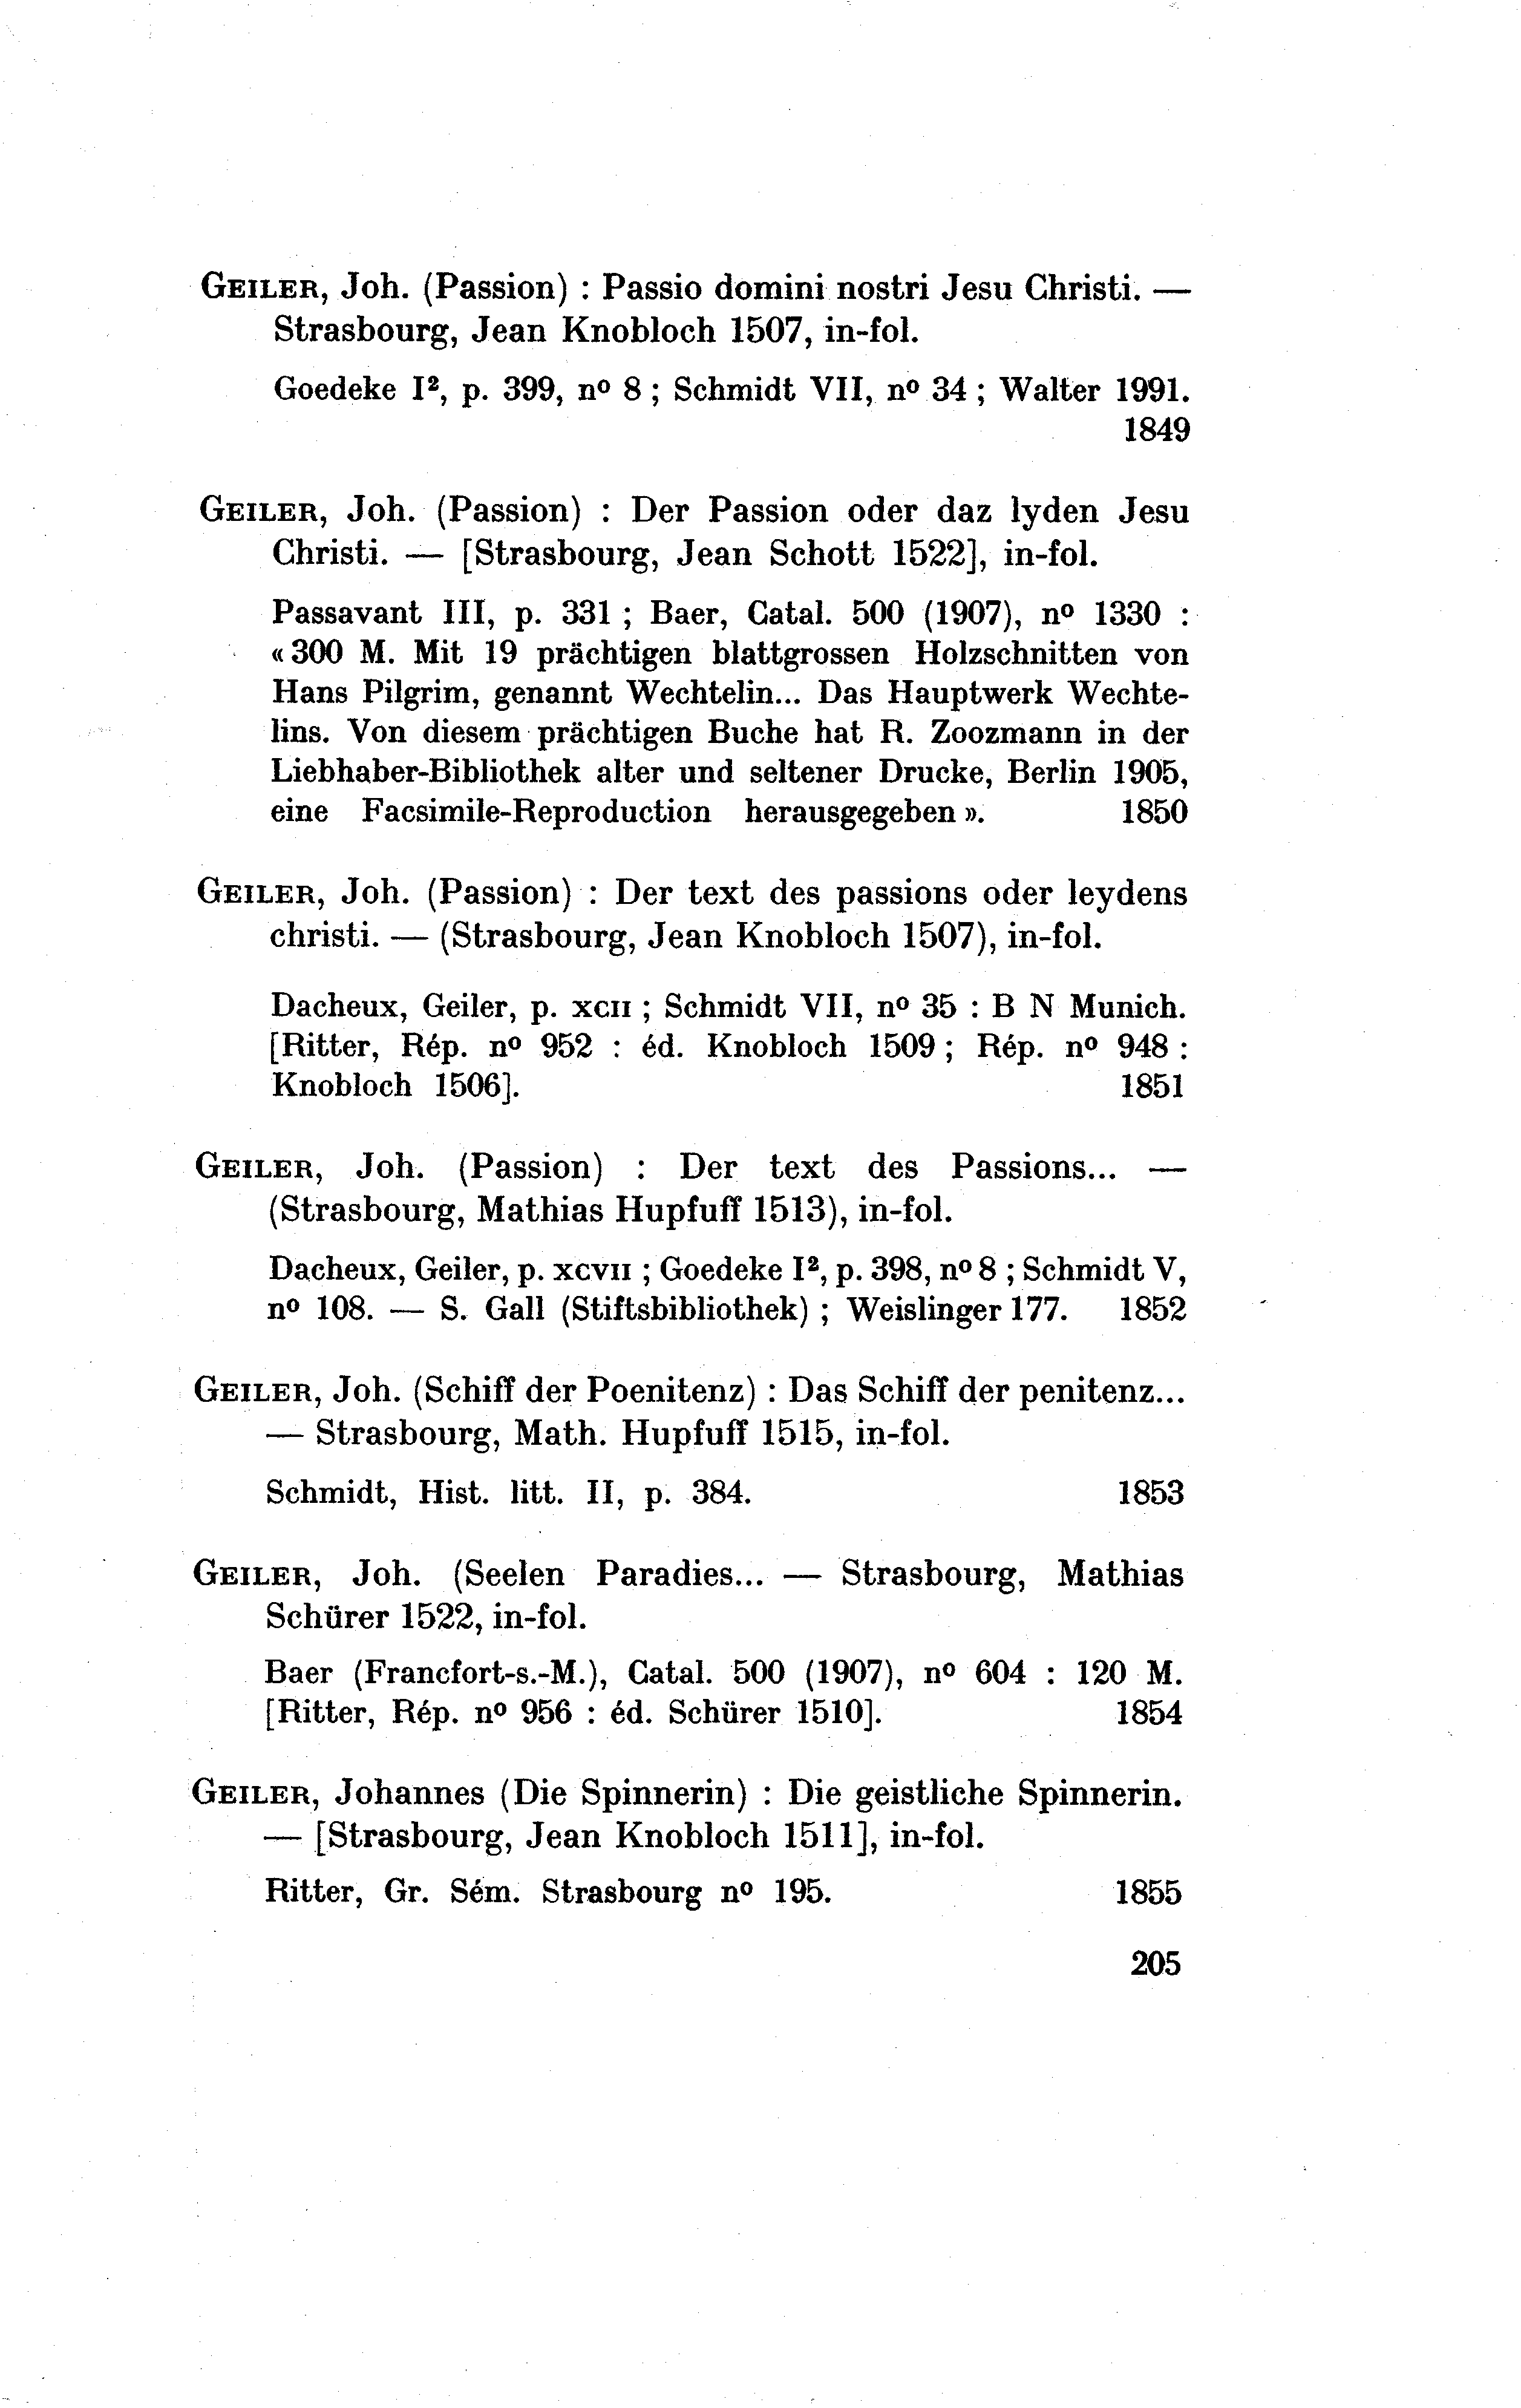 GEILER, Joh. (Passion) : Passio domini nostri Jesu Christi. —
Strasbourg, Jean Knobloch 1507, in-fol.
Goedeke I², p. 399, nº 8 ; Schmidt VII, nº 34 ; Walter 1991.
1849
GEILER, Joh. (Passion) : Der Passion oder daz lyden Jesu
Christi. — [Strasbourg, Jean Schott 1522], in-fol.
Passavant III, p. 331 ; Baer, Catal. 500 (1907), nº 1330 :
« 300 M. Mit 19 prächtigen blattgrossen Holzschnitten von
Hans Pilgrim, genannt Wechtelin... Das Hauptwerk Wechte-
lins. Von diesem prächtigen Buche hat R. Zoozmann in der
Liebhaber-Bibliothek alter und seltener Drucke, Berlin 1905,
eine Facsimile-Reproduction herausgegeben ». 1850
GEILER, Joh. (Passion) : Der text des passions oder leydens
christi. — (Strasbourg, Jean Knobloch 1507), in-fol.
Dacheux, Geiler, p. XCII ; Schmidt VII, nº 35 : B N Munich.
[Ritter, Rép. nº 952 : éd. Knobloch 1509 ; Rép. nº 948 :
Knobloch 1506]. 1851
GEILER, Joh. (Passion) : Der text des Passions... —
(Strasbourg, Mathias Hupfuff 1513), in-fol.
Dacheux, Geiler, p. XCVII ; Goedeke I², p. 398, nº 8 ; Schmidt V,
nº 108. — S. Gall (Stiftsbibliothek) ; Weislinger 177. 1852
GEILER, Joh. (Schiff der Poenitenz) : Das Schiff der penitenz...
— Strasbourg, Math. Hupfuff 1515, in-fol.
Schmidt, Hist. litt. II, p. 384. 1853
GEILER, Joh. (Seelen Paradies... — Strasbourg, Mathias
Schürer 1522, in-fol.
Baer (Francfort-s.-M.), Catal. 500 (1907), nº 604 : 120 M.
[Ritter, Rép. nº 956 : éd. Schürer 1510]. 1854
GEILER, Johannes (Die Spinnerin) : Die geistliche Spinnerin.
— [Strasbourg, Jean Knobloch 1511], in-fol.
Ritter, Gr. Sém. Strasbourg nº 195. 1855
205